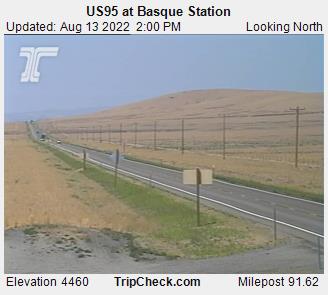 US95 at Basque Station
Updated: Aug 13 2022 2:00 PM Looking North
Elevation 4460 TripCheck.com Milepost 91.62